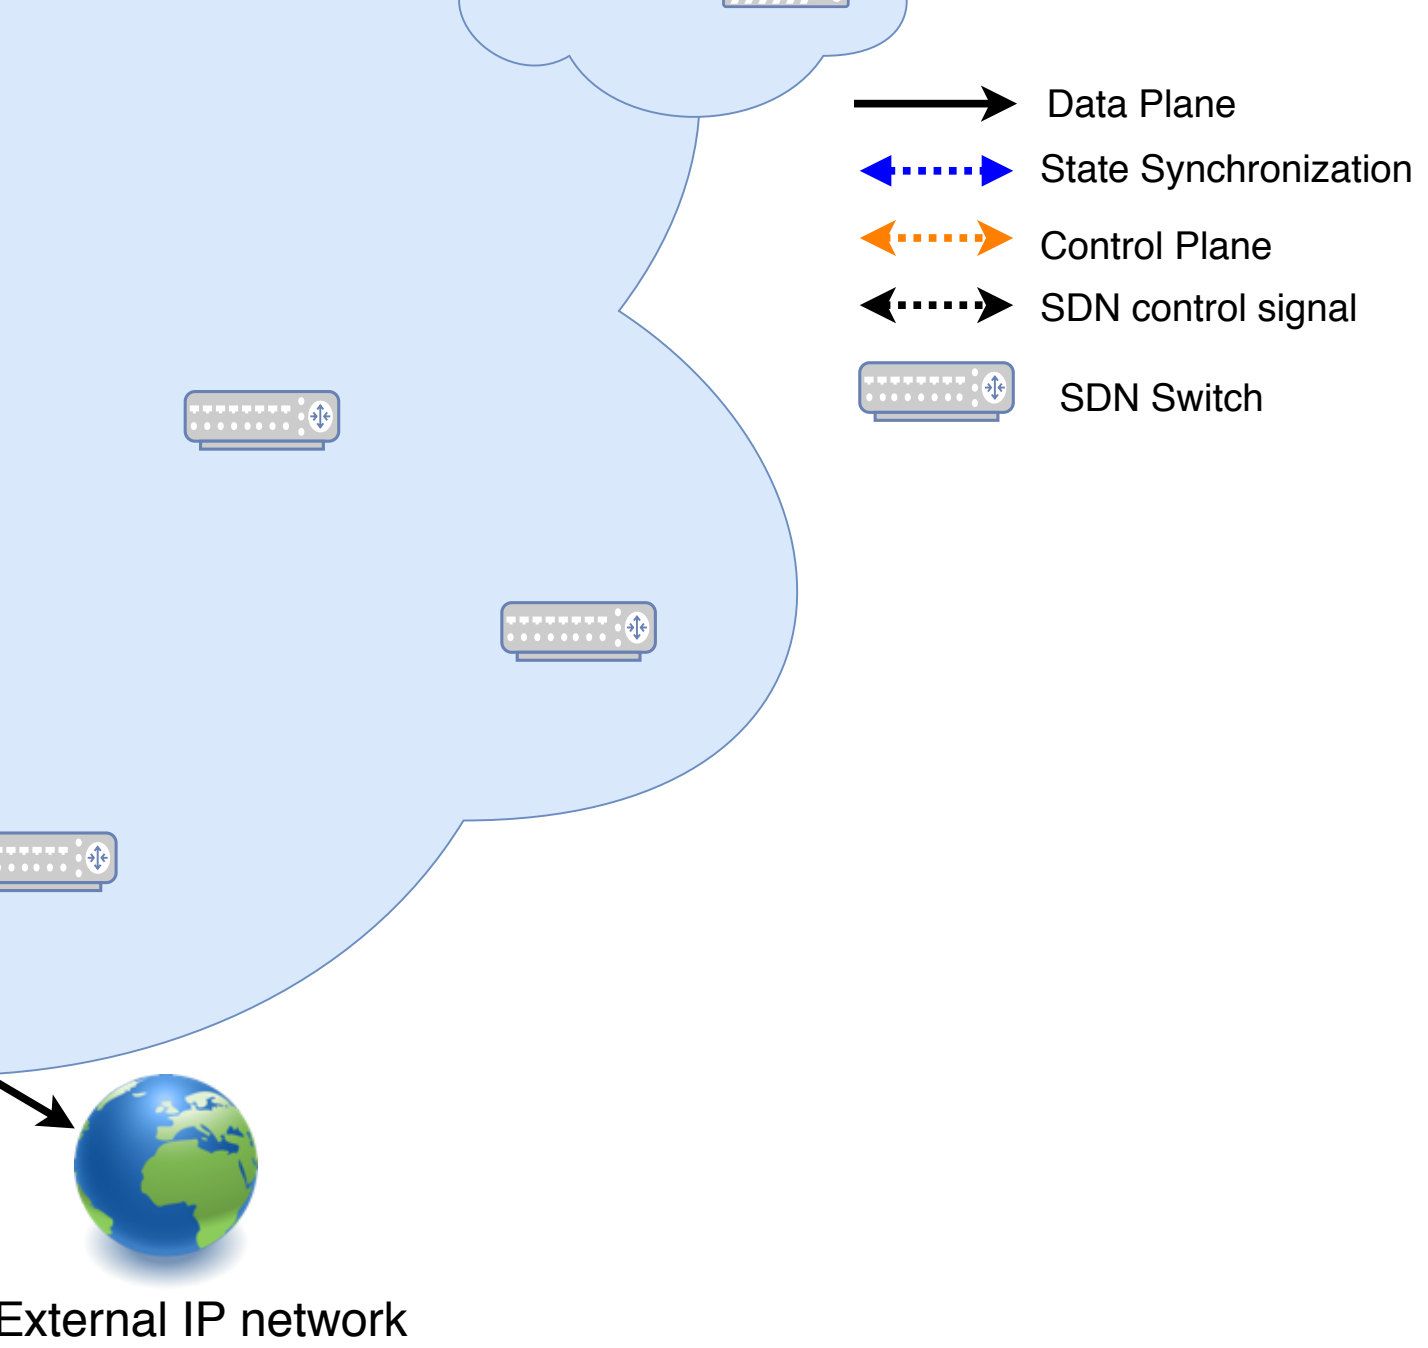 Data Plane
State Synchronization
Control Plane
SDN control signal
SDN Switch
External IP network